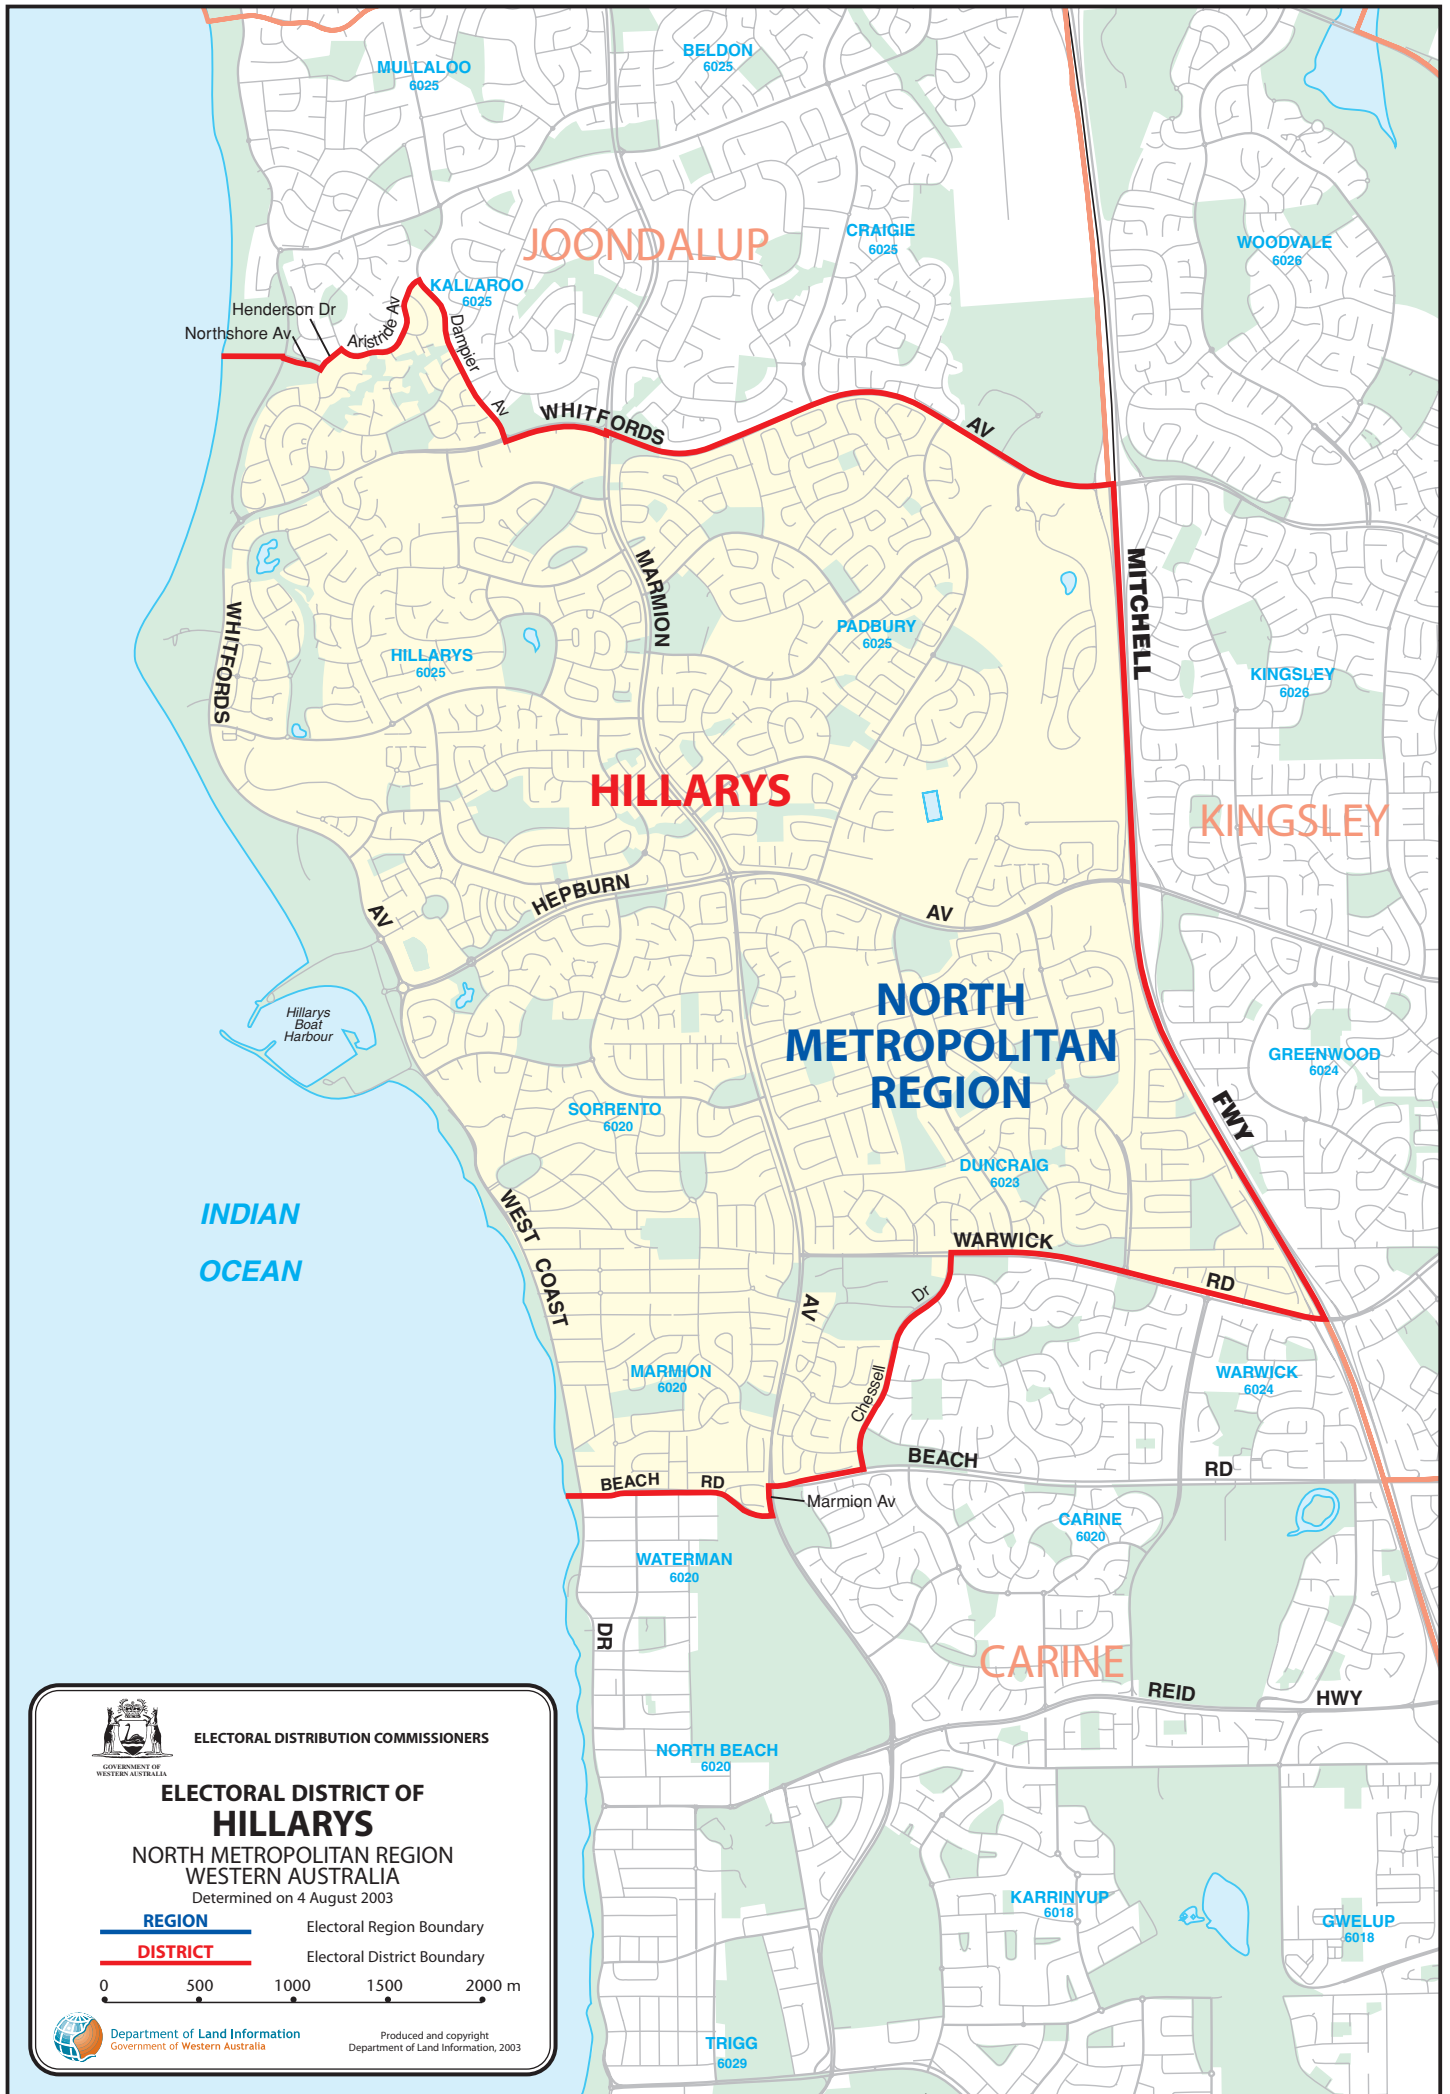 MULLALOO
6025
BELDON
6025
JOONDALUP
CRAIGIE
6025
WOODVALE
6026
KALLAROO
6025
Henderson Dr
Northshore Av
Aristride Av
Dampier
Av
WHITFORDS
AV
MITCHELL
MARMION
WHITFORDS
PADBURY
6025
HILLARYS
6025
KINGSLEY
6026
HILLARYS
KINGSLEY
HEPBURN
AV
AV
NORTH
METROPOLITAN
REGION
Hillarys
Boat
Harbour
GREENWOOD
6024
FWY
SORRENTO
6020
DUNCRAIG
6023
INDIAN
OCEAN
WEST COAST
WARWICK
RD
Dr
AV
Chessell
MARMION
6020
WARWICK
6024
BEACH
RD
BEACH RD
Marmion Av
CARINE
6020
WATERMAN
6020
DR
CARINE
REID
HWY
NORTH BEACH
6020
KARRINYUP
6018
GWELUP
6018
TRIGG
6029
GOVERNMENT OF
WESTERN AUSTRALIA
ELECTORAL DISTRIBUTION COMMISSIONERS
ELECTORAL DISTRICT OF
HILLARYS
NORTH METROPOLITAN REGION
WESTERN AUSTRALIA
Determined on 4 August 2003
REGION Electoral Region Boundary
DISTRICT Electoral District Boundary
0 500 1000 1500 2000 m
Department of Land Information
Government of Western Australia
Produced and copyright
Department of Land Information, 2003